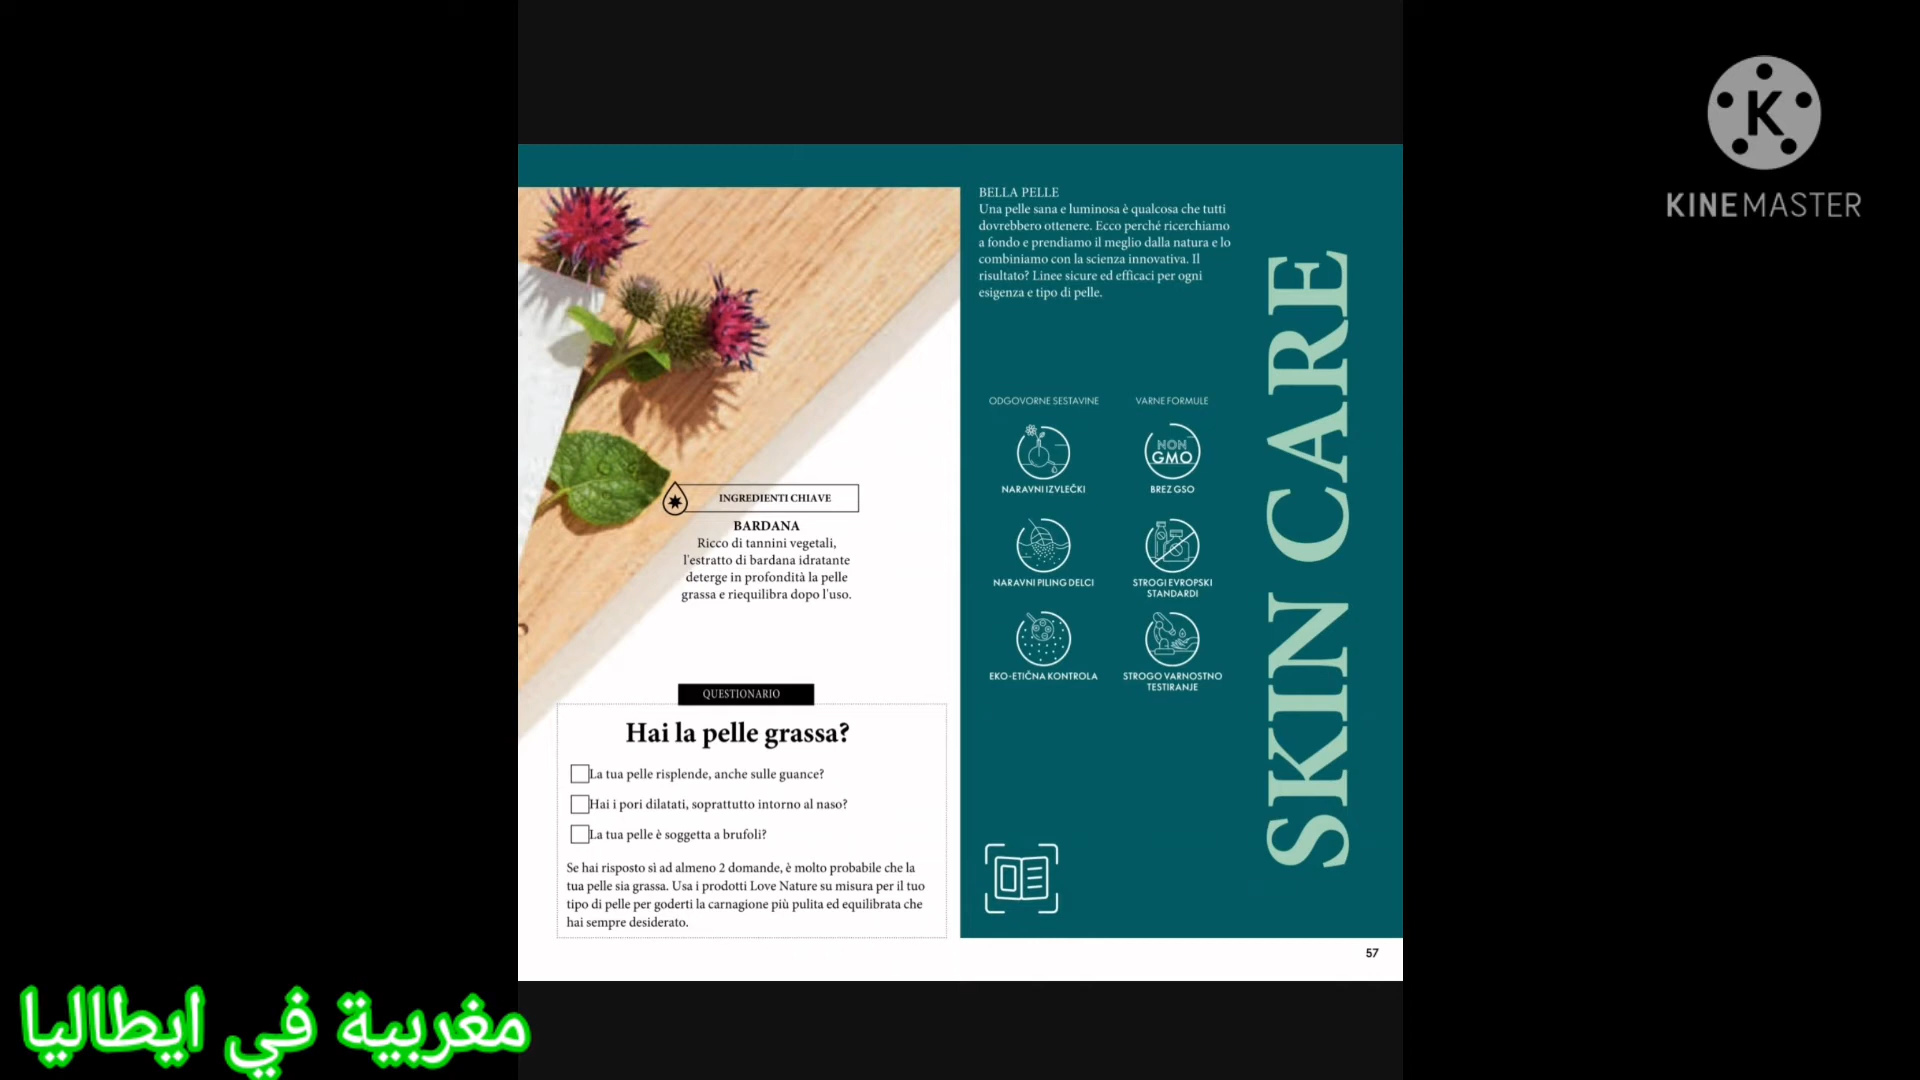 INGREDIENTI CHIAVE
BARDANA
Ricco di tannini vegetali,
l'estratto di bardana idratante
deterge in profondità la pelle
grassa e riequilibra dopo l'uso.
QUESTIONARIO
Hai la pelle grassa?
La tua pelle risplende, anche sulle guance?
Hai i pori dilatati, soprattutto intorno al naso?
La tua pelle è soggetta a brufoli?
Se hai risposto sì ad almeno 2 domande, è molto probabile che la
tua pelle sia grassa. Usa i prodotti Love Nature su misura per il tuo
tipo di pelle per goderti la carnagione più pulita ed equilibrata che
hai sempre desiderato.
BELLA PELLE
Una pelle sana e luminosa è qualcosa che tutti
dovrebbero ottenere. Ecco perché ricerchiamo
a fondo e prendiamo il meglio dalla natura e lo
combiniamo con la scienza innovativa. Il
risultato? Linee sicure ed efficaci per ogni
esigenza e tipo di pelle.
ODGOVORNE SESTAVINE
NARAVNI IZVLEČKI
NARAVNI PILING DELCI
EKO-ETIČNA KONTROLA
VARNE FORMULE
NON
GMO
BREZ GSO
STROGI EVROPSKI
STANDARDI
STROGO VARNOSTNO
TESTIRANJE
SKIN CARE
57
K
KINEMASTER
مغربية في ايطاليا